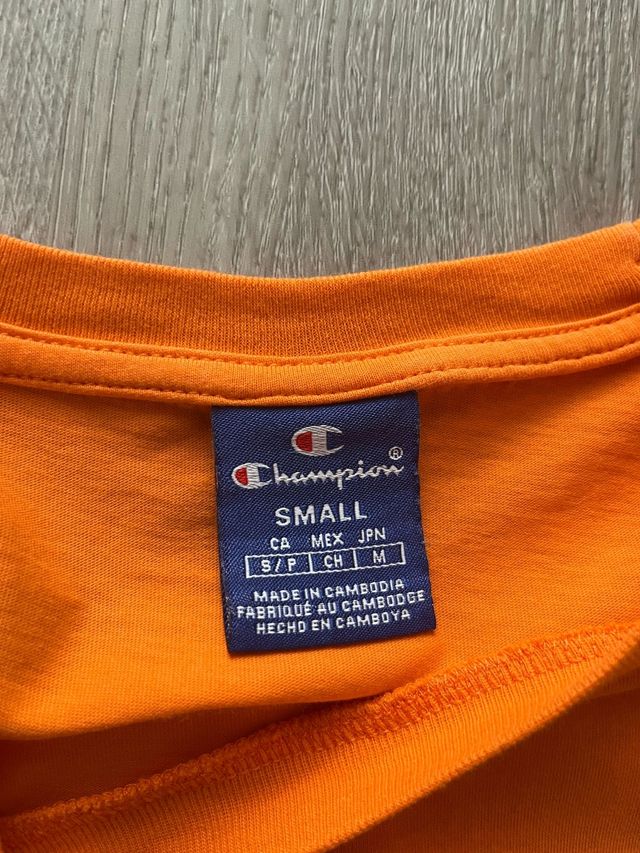 Champion®
SMALL
CA MEX JPN
S/P CH M
MADE IN CAMBODIA
FABRIQUÉ AU CAMBODGE
HECHO EN CAMBOYA